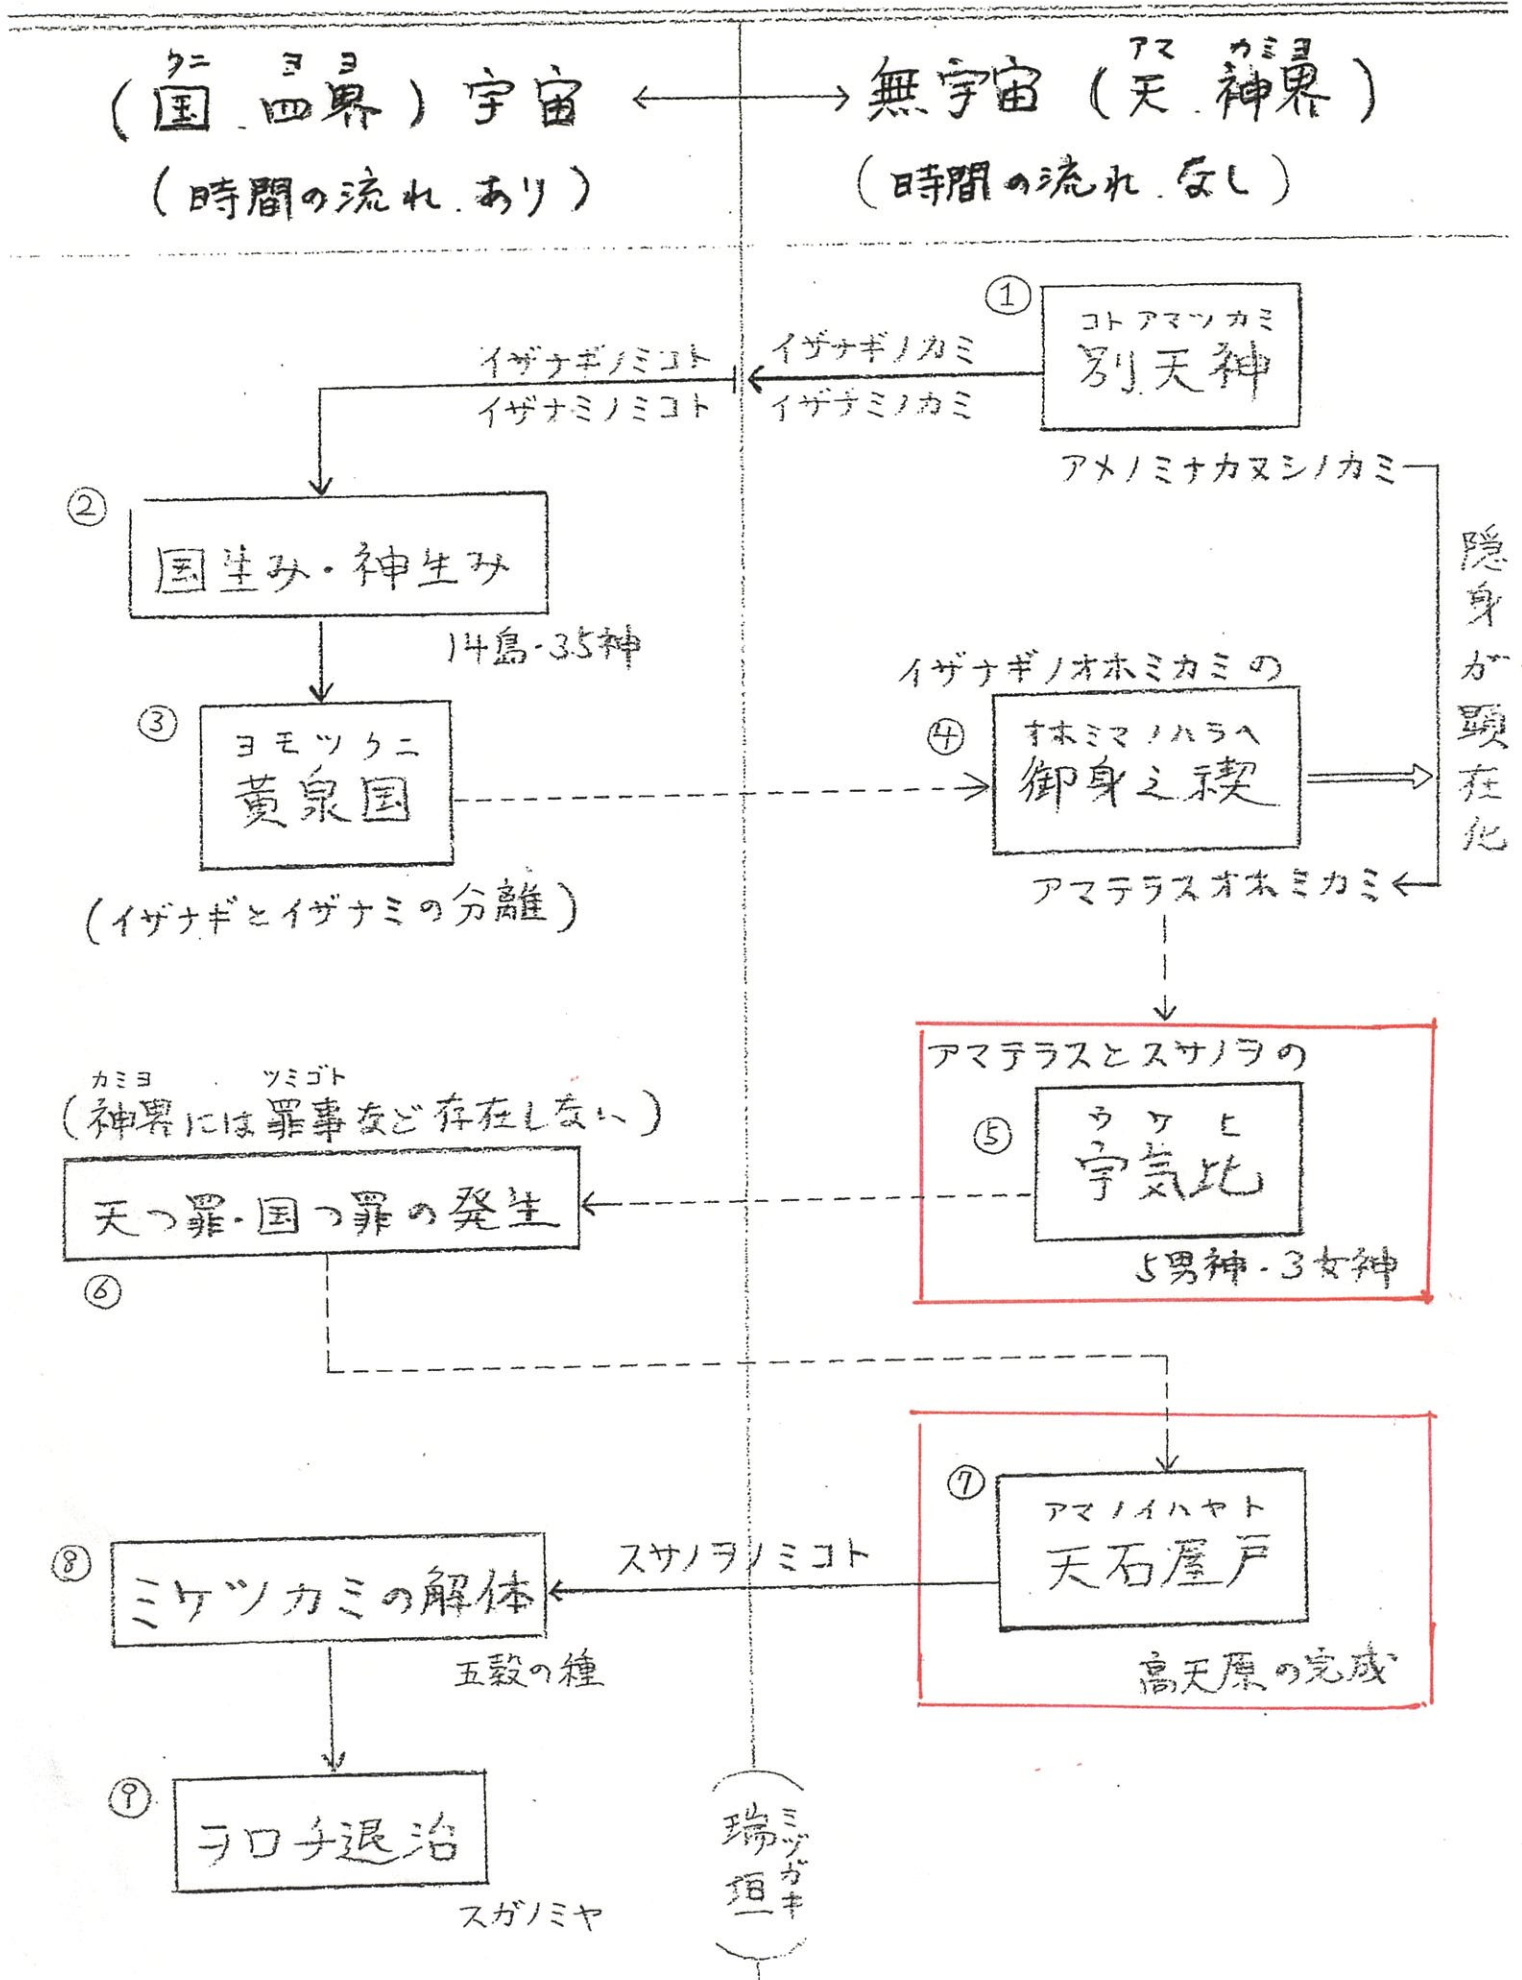 クニ ヨ ヨ
(国.四界)宇宙 ←→ 無宇宙(天.神界)
アマ カミヨ
(時間の流れ.あり)
(時間の流れ.なし)
①
コトアマツカミ
別天神
イザナギノカミ
イザナミノカミ
イザナギノミコト
イザナミノミコト
アメノミナカヌシノカミ
隠身が顕在化
②
国生み・神生み
14島・35神
③
ヨモツクニ
黄泉国
(イザナギとイザナミの分離)
イザナギノオホミカミの
④
オホミマノハラヘ
御身之禊
アマテラスオホミカミ
アマテラスとスサノヲの
⑤
ウケヒ
宇気比
5男神・3女神
カミヨ ツミゴト
(神界には罪事など存在しない)
天つ罪・国つ罪の発生
⑥
⑦
アマノイハヤト
天石屋戸
高天原の完成
スサノヲノミコト
⑧
ミケツカミの解体
五穀の種
⑨
ヲロチ退治
スガノミヤ
(瑞垣)
ミヅガキ